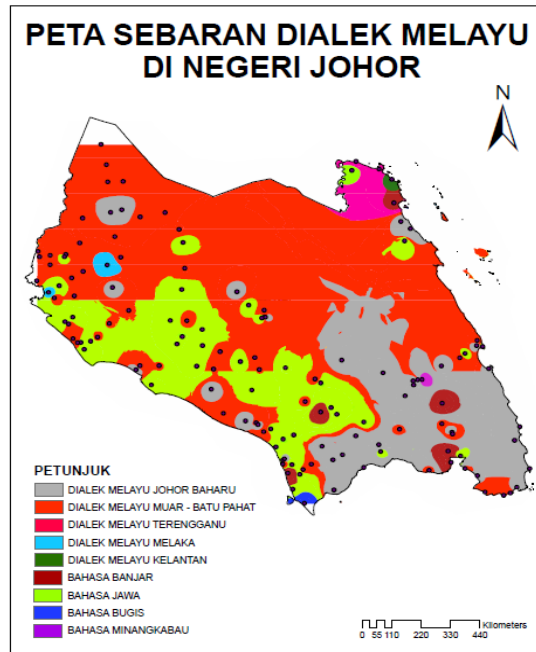 PETA SEBARAN DIALEK MELAYU
DI NEGERI JOHOR
N
PETUNJUK
DIALEK MELAYU JOHOR BAHARU
DIALEK MELAYU MUAR - BATU PAHAT
DIALEK MELAYU TERENGGANU
DIALEK MELAYU MELAKA
DIALEK MELAYU KELANTAN
BAHASA BANJAR
BAHASA JAWA
BAHASA BUGIS
BAHASA MINANGKABAU
Kilometers
0 55 110 220 330 440